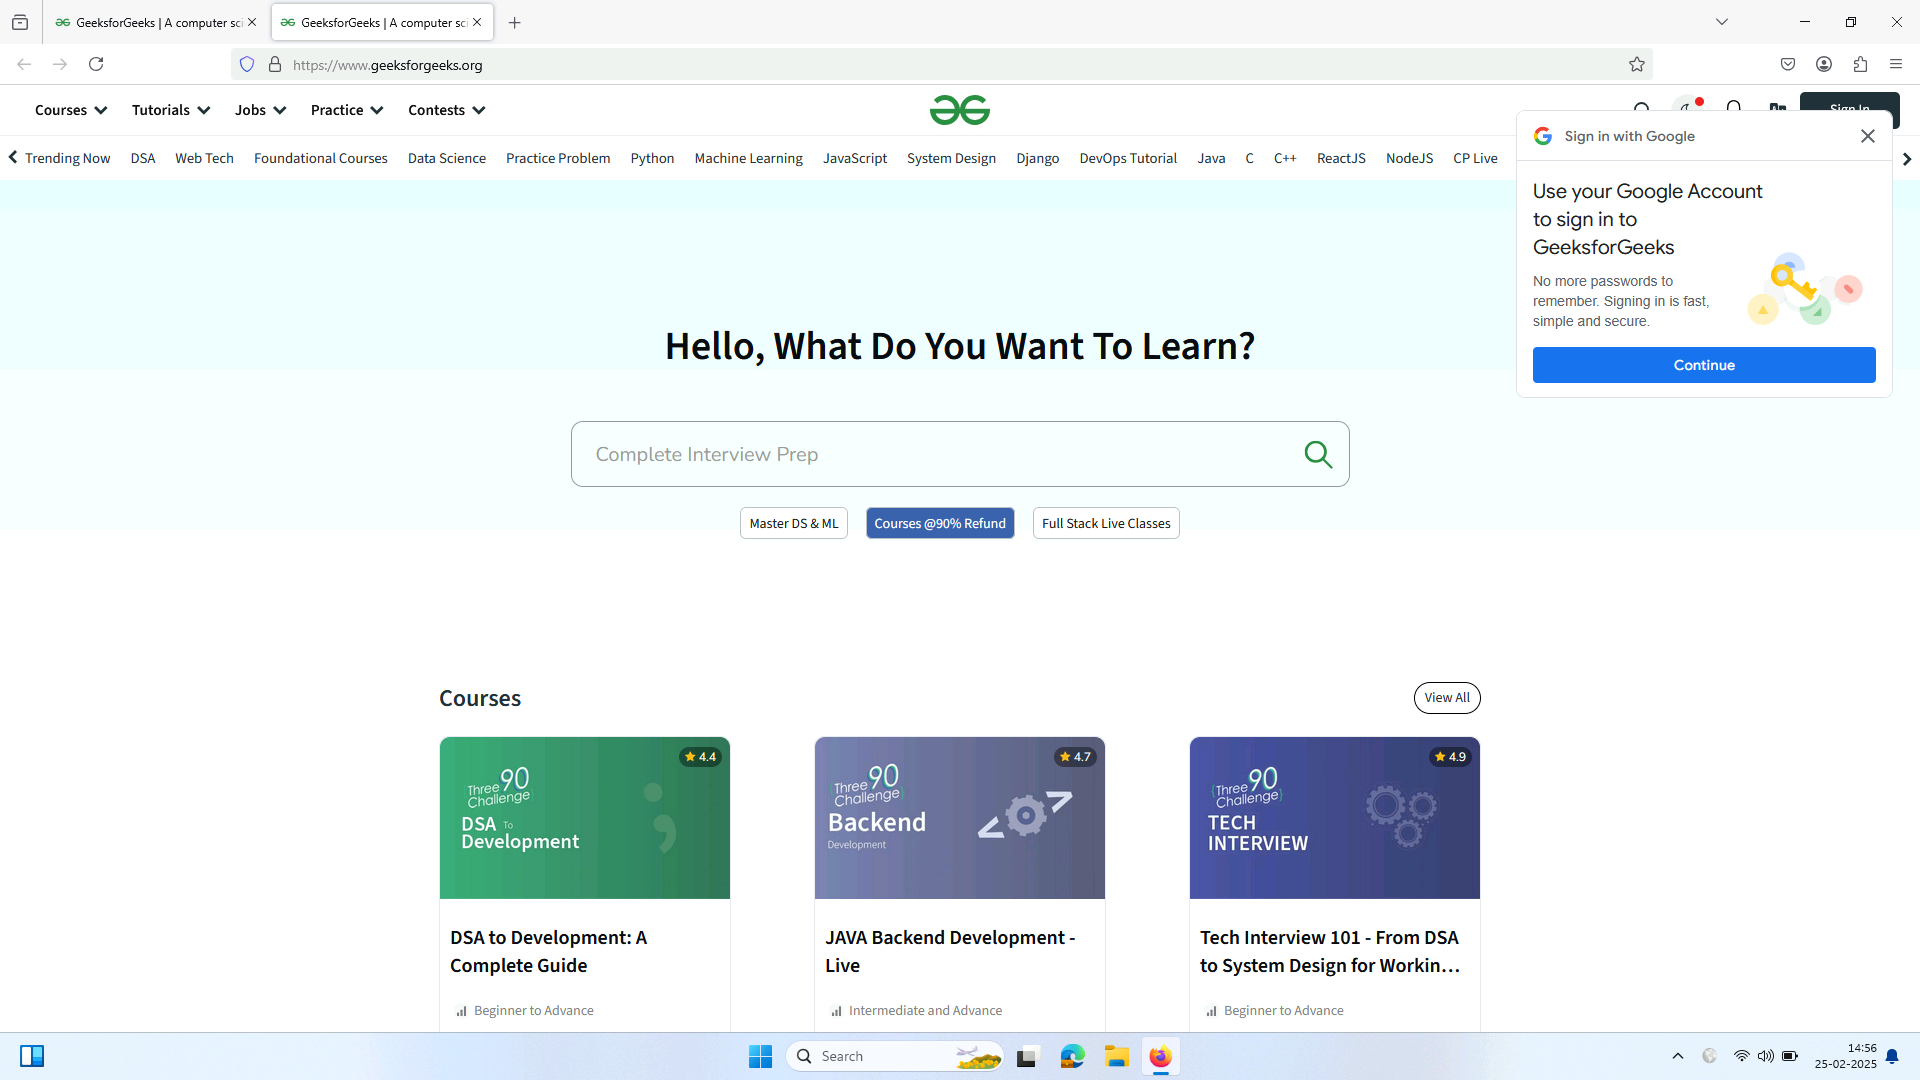 GeeksforGeeks | A computer sci
GeeksforGeeks | A computer sci
https://www.geeksforgeeks.org
Courses
Tutorials
Jobs
Practice
Contests
Sign In
Trending Now
DSA
Web Tech
Foundational Courses
Data Science
Practice Problem
Python
Machine Learning
JavaScript
System Design
Django
DevOps Tutorial
Java
C
C++
ReactJS
NodeJS
CP Live
Sign in with Google
Use your Google Account
to sign in to
GeeksforGeeks
No more passwords to
remember. Signing in is fast,
simple and secure.
Continue
Hello, What Do You Want To Learn?
Complete Interview Prep
Master DS & ML
Courses @90% Refund
Full Stack Live Classes
Courses
View All
4.4
Three 90
Challenge
DSA To
Development
DSA to Development: A
Complete Guide
Beginner to Advance
4.7
{Three 90
Challenge}
Backend
Development
JAVA Backend Development -
Live
Intermediate and Advance
4.9
{Three 90
Challenge}
TECH
INTERVIEW
Tech Interview 101 - From DSA
to System Design for Workin...
Beginner to Advance
Search
14:56
25-02-2025